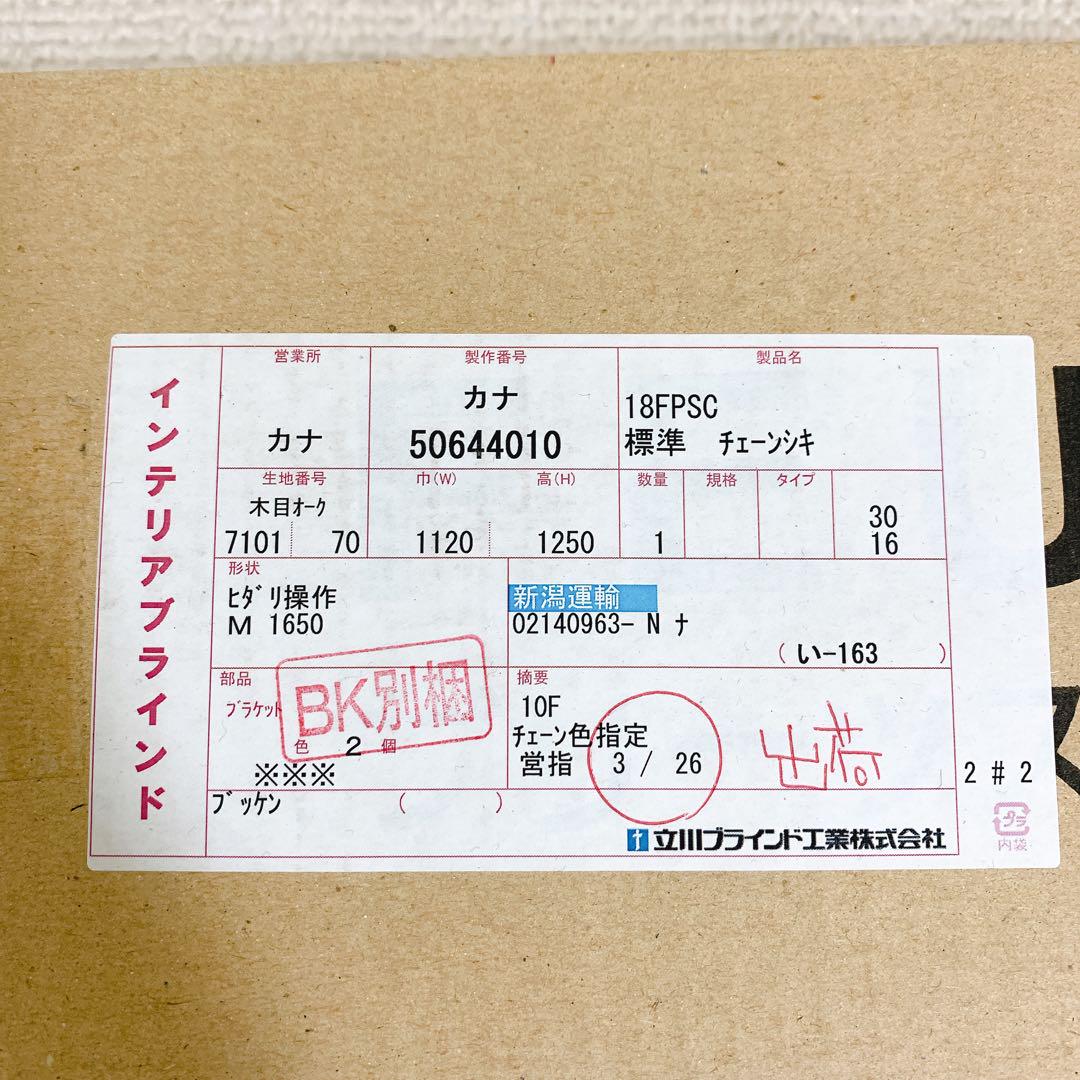 インテリアブラインド
営業所
製作番号
製品名
カナ
カナ
50644010
18FPSC
標準 チェーンシキ
生地番号
巾(W)
高(H)
数量
規格
タイプ
木目オーク
7101 70
1120
1250
1
30
16
形状
ヒダリ操作
M 1650
新潟運輸
02140963- N ナ
( い-163 )
部品
ブラケット
色 2 個
※※※
BK別梱
摘要
10F
チェーン色指定
営指 3 / 26
出荷
2 # 2
ブッケン ( )
立川ブラインド工業株式会社
プラ
内袋